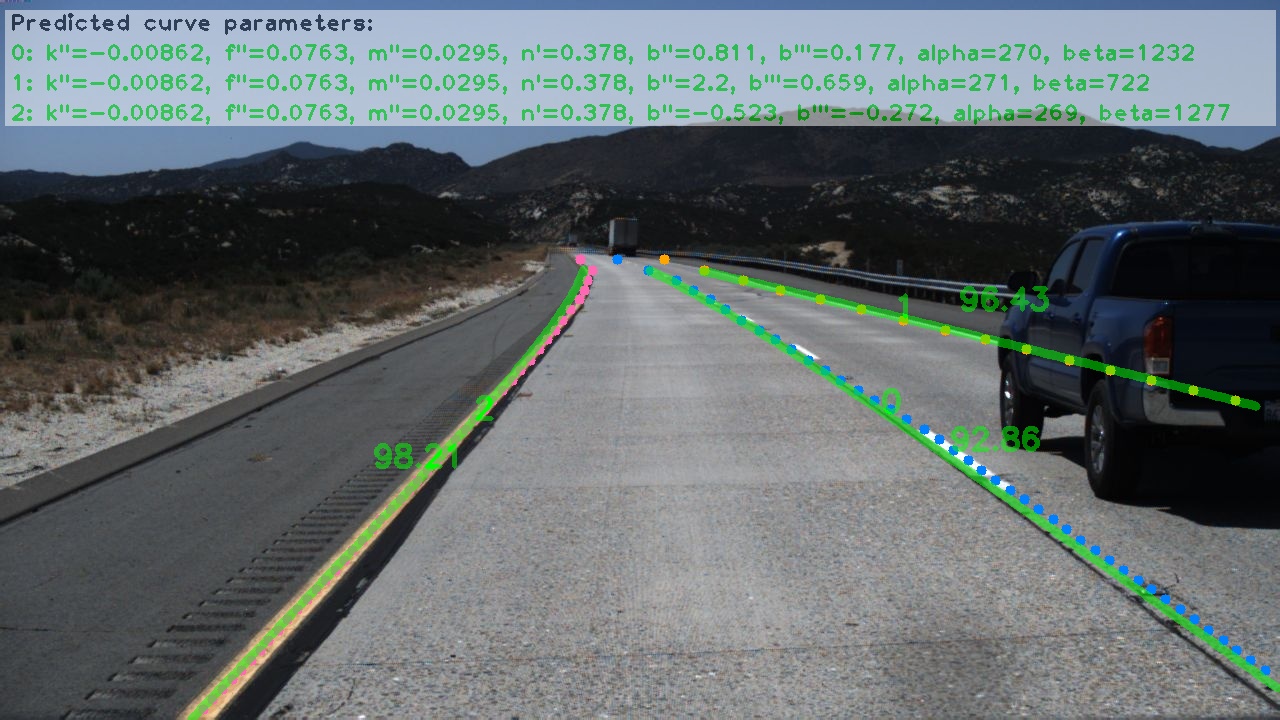 Predicted curve parameters:
0: k''=-0.00862, f''=0.0763, m''=0.0295, n'=0.378, b''=0.811, b'''=0.177, alpha=270, beta=1232
1: k''=-0.00862, f''=0.0763, m''=0.0295, n'=0.378, b''=2.2, b'''=0.659, alpha=271, beta=722
2: k''=-0.00862, f''=0.0763, m''=0.0295, n'=0.378, b''=-0.523, b'''=-0.272, alpha=269, beta=1277
1 96.43
2 0
98.21 92.86